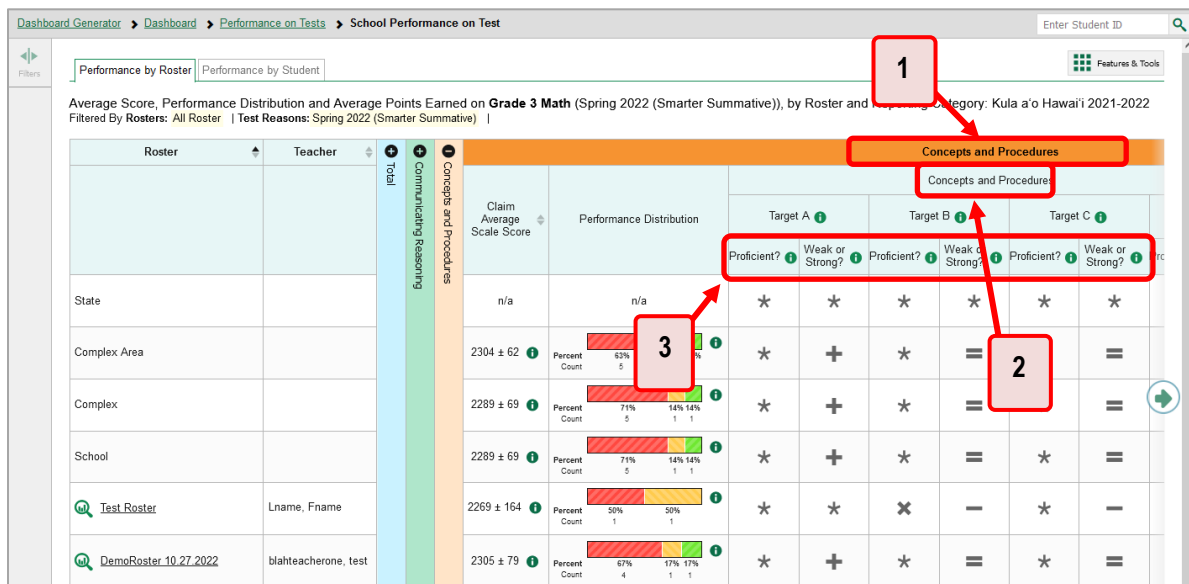 Dashboard Generator Dashboard Performance on Tests School Performance on Test
Enter Student ID
Filters
Performance by Roster Performance by Student
Features & Tools
1
Average Score, Performance Distribution and Average Points Earned on Grade 3 Math (Spring 2022 (Smarter Summative)), by Roster and Category: Kula aʻo Hawaiʻi 2021-2022
Filtered By Rosters: All Roster | Test Reasons: Spring 2022 (Smarter Summative) |
Roster Teacher
Total
Communicating Reasoning
Concepts and Procedures
Concepts and Procedures
Concepts and Procedures
Claim
Average
Scale Score
Performance Distribution
Target A Target B Target C
Proficient? Weak or Strong? Proficient? Weak or Strong? Proficient? Weak or Strong?
State n/a n/a * * * * * *
Complex Area 2304 ± 62 * + * = =
Percent 63%
Count 5
3
2
Complex 2289 ± 69 * + * = =
Percent 71% 14% 14%
Count 5 1 1
School 2289 ± 69 * + * = * =
Percent 71% 14% 14%
Count 5 1 1
Test Roster Lname, Fname 2269 ± 164 * * × − * −
Percent 50% 50%
Count 1 1
DemoRoster 10.27.2022 blahteacherone, test 2305 ± 79 * + * = * =
Percent 67% 17% 17%
Count 4 1 1